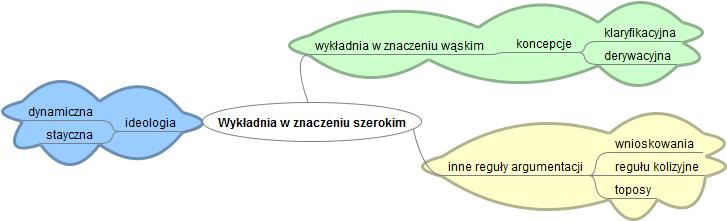 Wykładnia w znaczeniu szerokim
ideologia
dynamiczna
stayczna
wykładnia w znaczeniu wąskim
koncepcje
klaryfikacyjna
derywacyjna
inne reguły argumentacji
wnioskowania
regułu kolizyjne
toposy